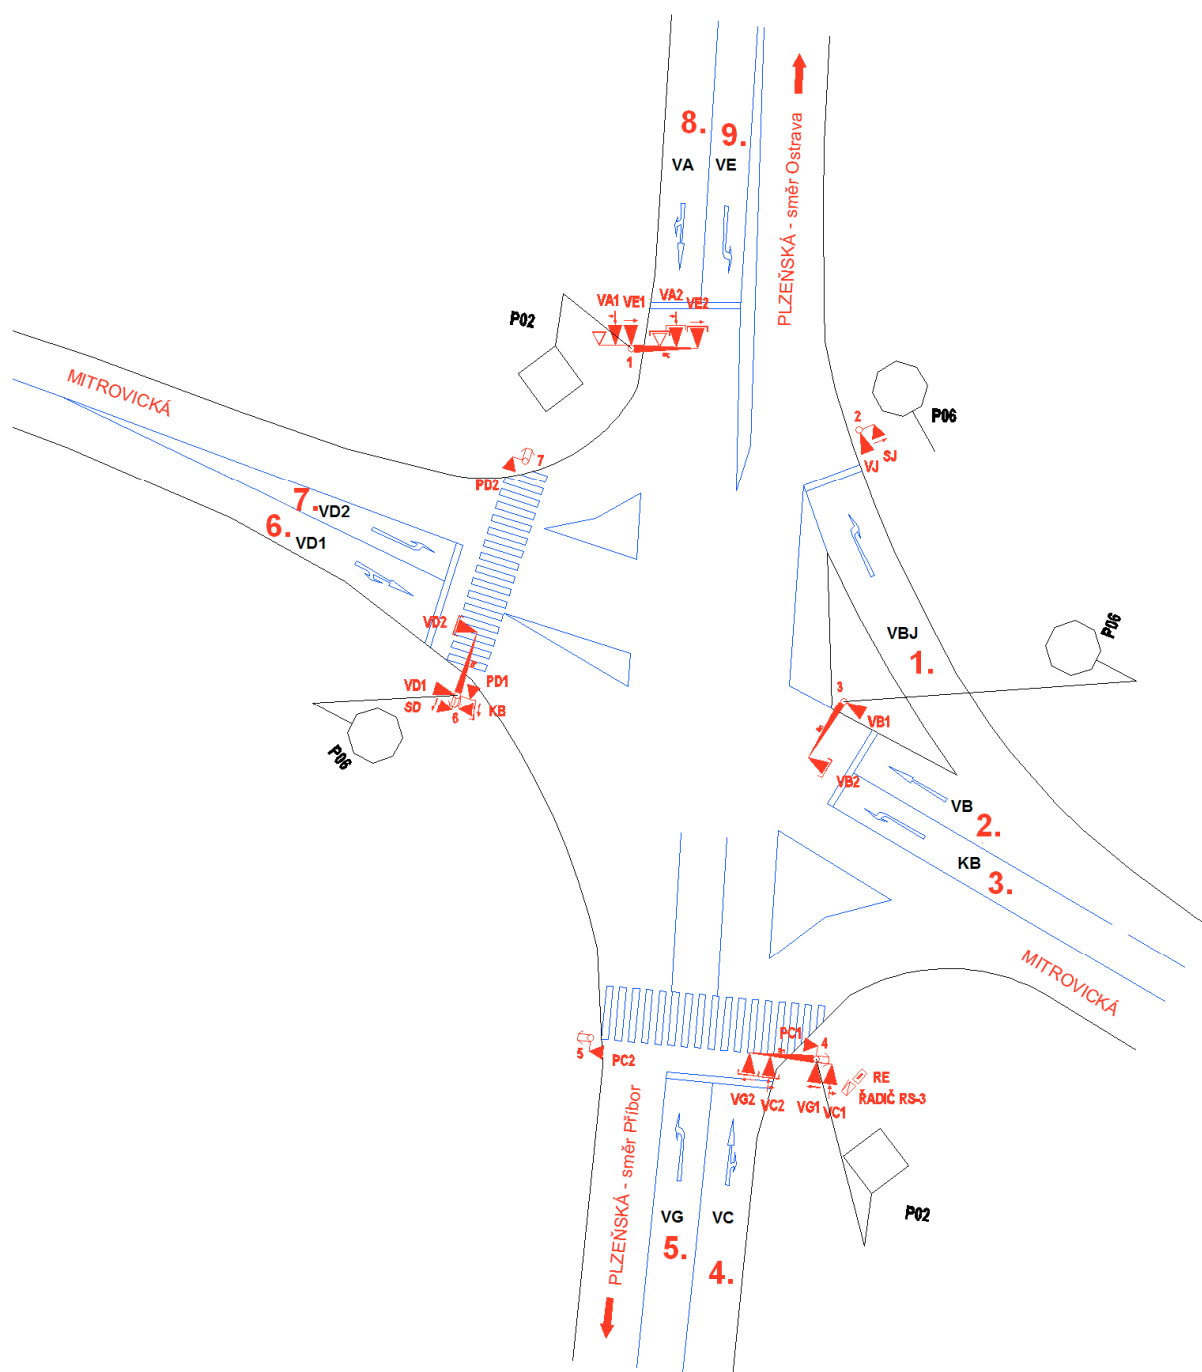 8.
9.
VA
VE
PLZEŇSKÁ - směr Ostrava
VA1
VE1
VA2
VE2
P02
1
MITROVICKÁ
P06
2
SJ
VJ
7
PD2
7.
VD2
6.
VD1
VD2
VBJ
1.
P06
PD1
VD1
SD
6
KB
3
VB1
VB2
P06
VB
2.
KB
3.
MITROVICKÁ
PC1
4
5
PC2
VG2
VC2
VG1
VC1
RE
ŘADIČ RS-3
PLZEŇSKÁ - směr Příbor
VG
VC
5.
4.
P02